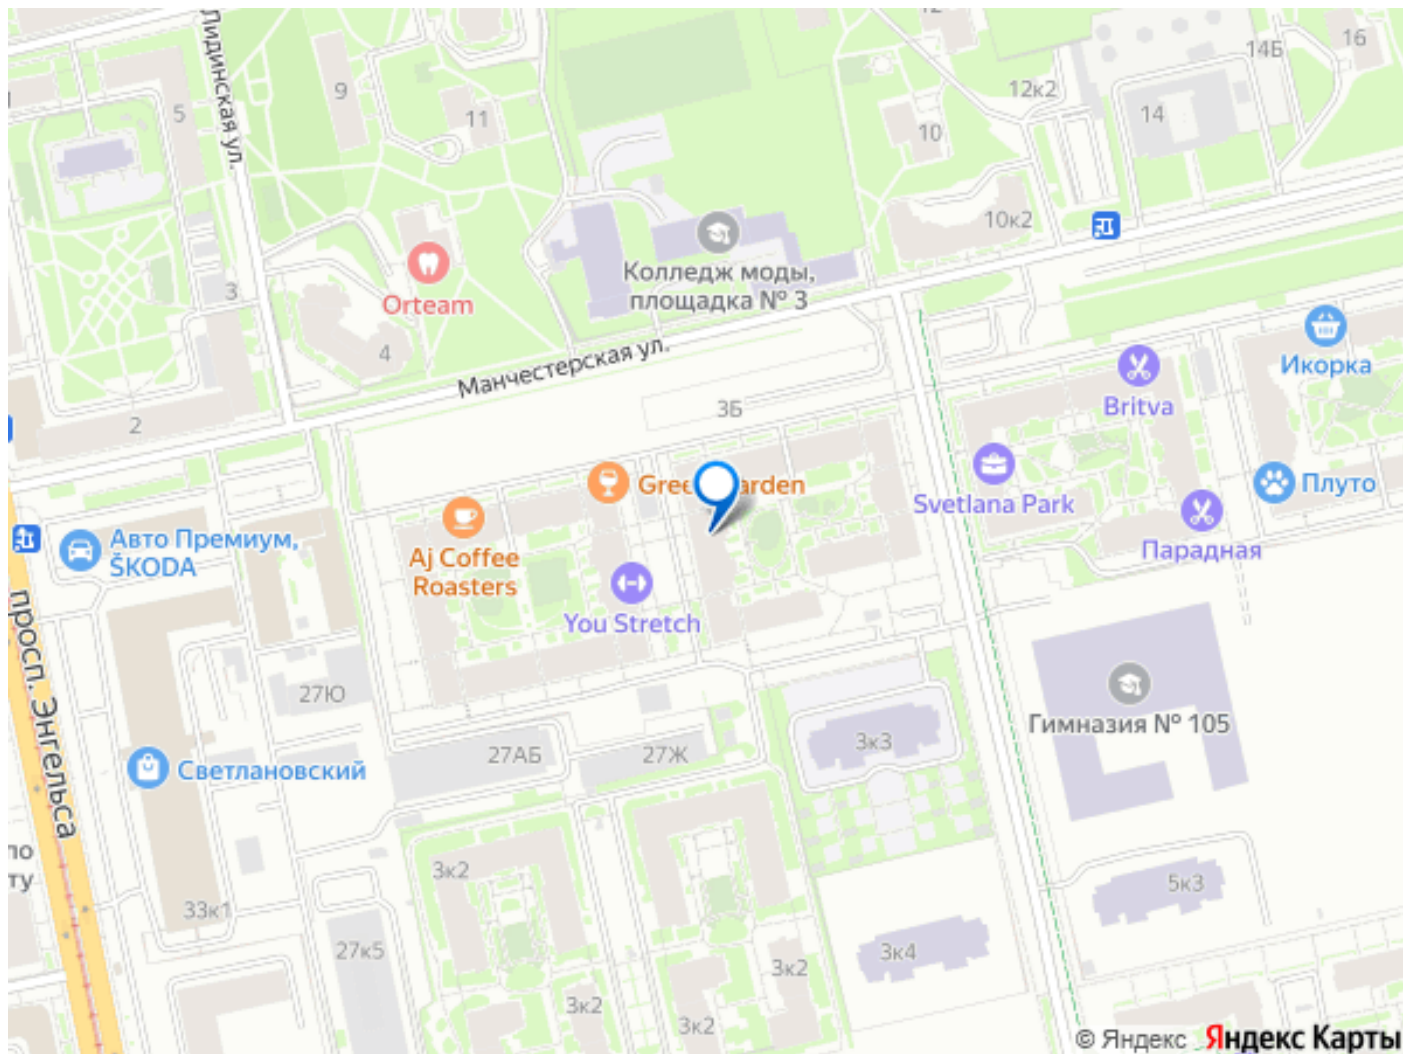 Лидинская ул.
12
16
14Б
9
12к2
5
11
14
10
10к2
Колледж моды,
площадка № 3
Orteam
3
4
Манчестерская ул.
Икорка
Britva
3Б
2
Svetlana Park
Плуто
Aj Coffee
Roasters
Авто Премиум,
ŠKODA
Парадная
You Stretch
просп. Энгельса
27Ю
Гимназия № 105
3к3
27АБ
27Ж
Светлановский
по
ту
3к2
5к3
33к1
27к5
3к4
3к2
3к2
3к2
© Яндекс Яндекс Карты